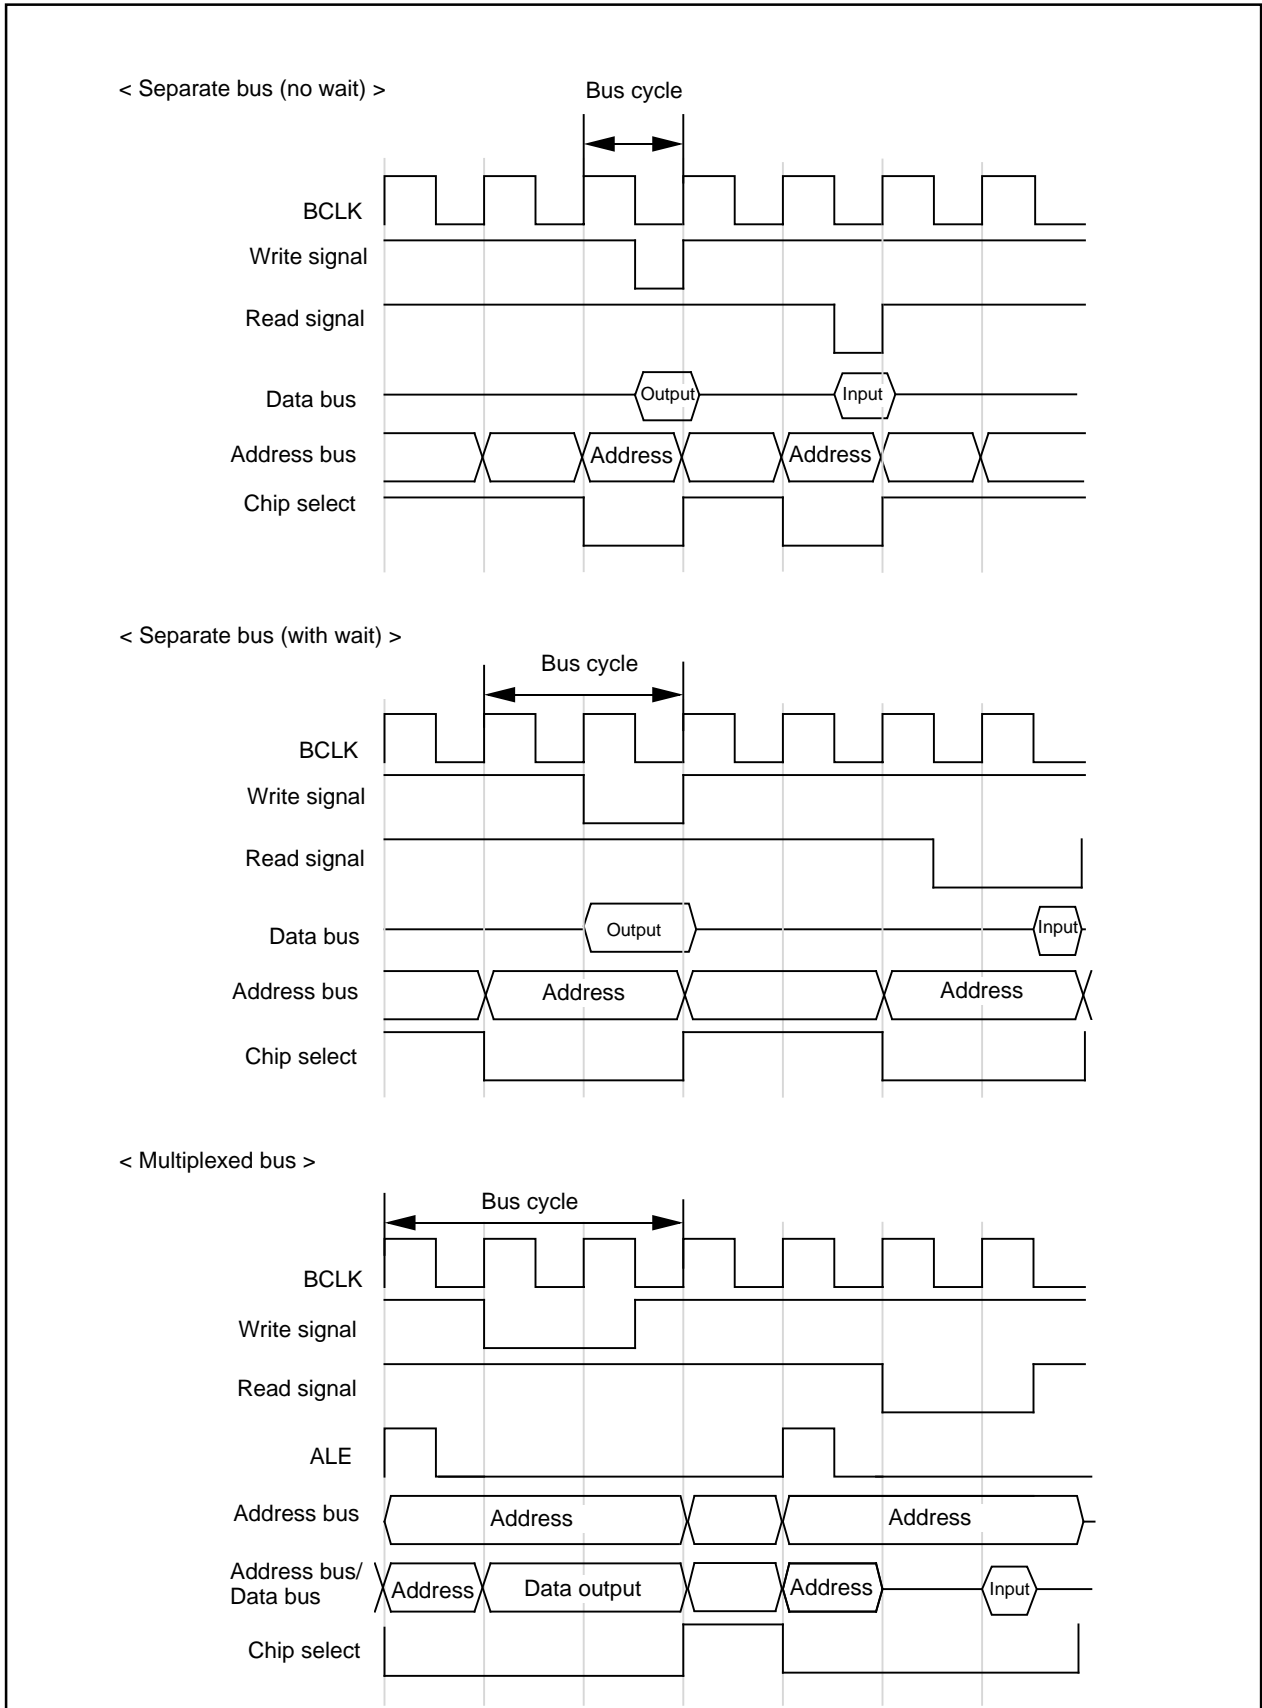 < Separate bus (no wait) >
Bus cycle
BCLK
Write signal
Read signal
Data bus
Output
Input
Address bus
Address
Address
Chip select
< Separate bus (with wait) >
Bus cycle
BCLK
Write signal
Read signal
Data bus
Output
Input
Address bus
Address
Address
Chip select
< Multiplexed bus >
Bus cycle
BCLK
Write signal
Read signal
ALE
Address bus
Address
Address
Address bus/
Data bus
Address
Data output
Address
Input
Chip select